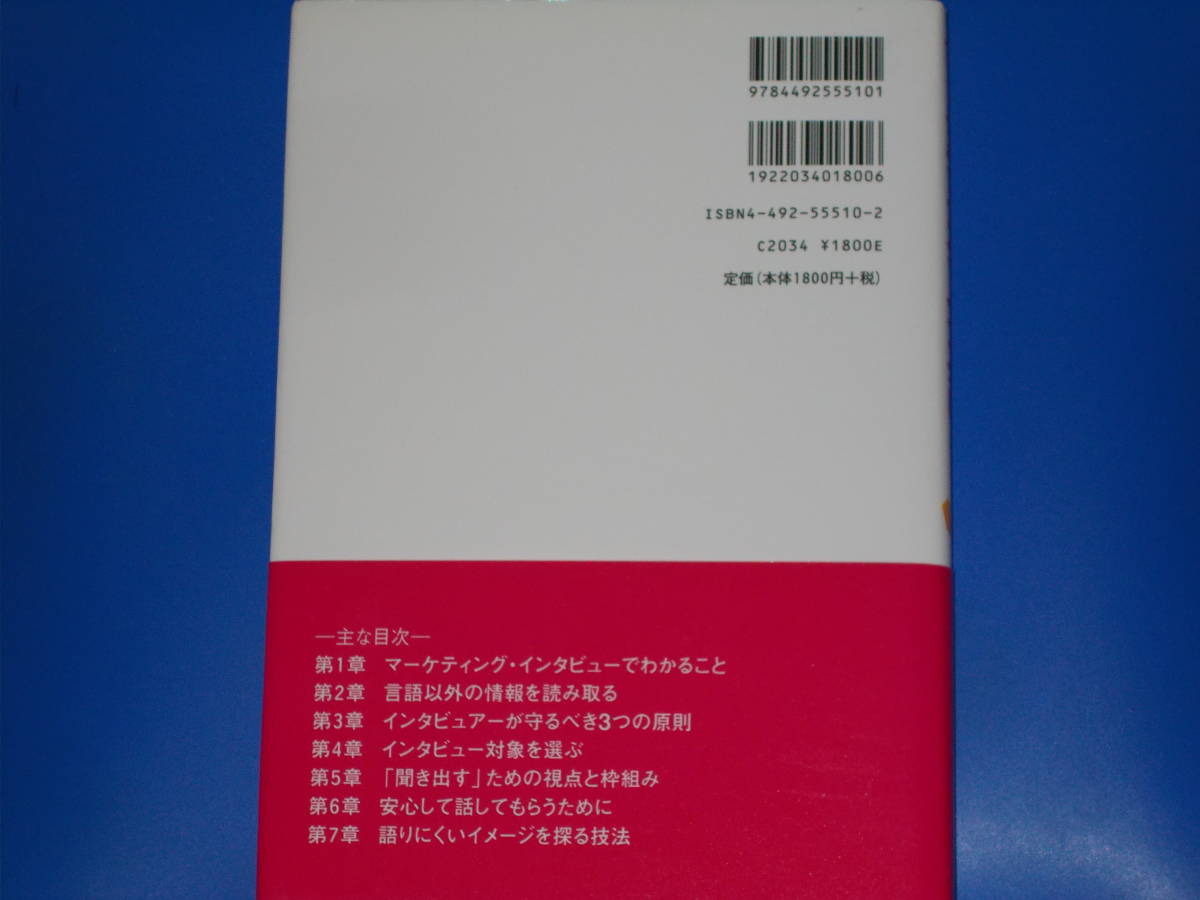 9784492555101
1922034018006
ISBN4-492-55510-2
C2034 ¥1800E
定価(本体1800円+税)
―主な目次―
第1章 マーケティング・インタビューでわかること
第2章 言語以外の情報を読み取る
第3章 インタビュアーが守るべき3つの原則
第4章 インタビュー対象を選ぶ
第5章 「聞き出す」ための視点と枠組み
第6章 安心して話してもらうために
第7章 語りにくいイメージを探る技法